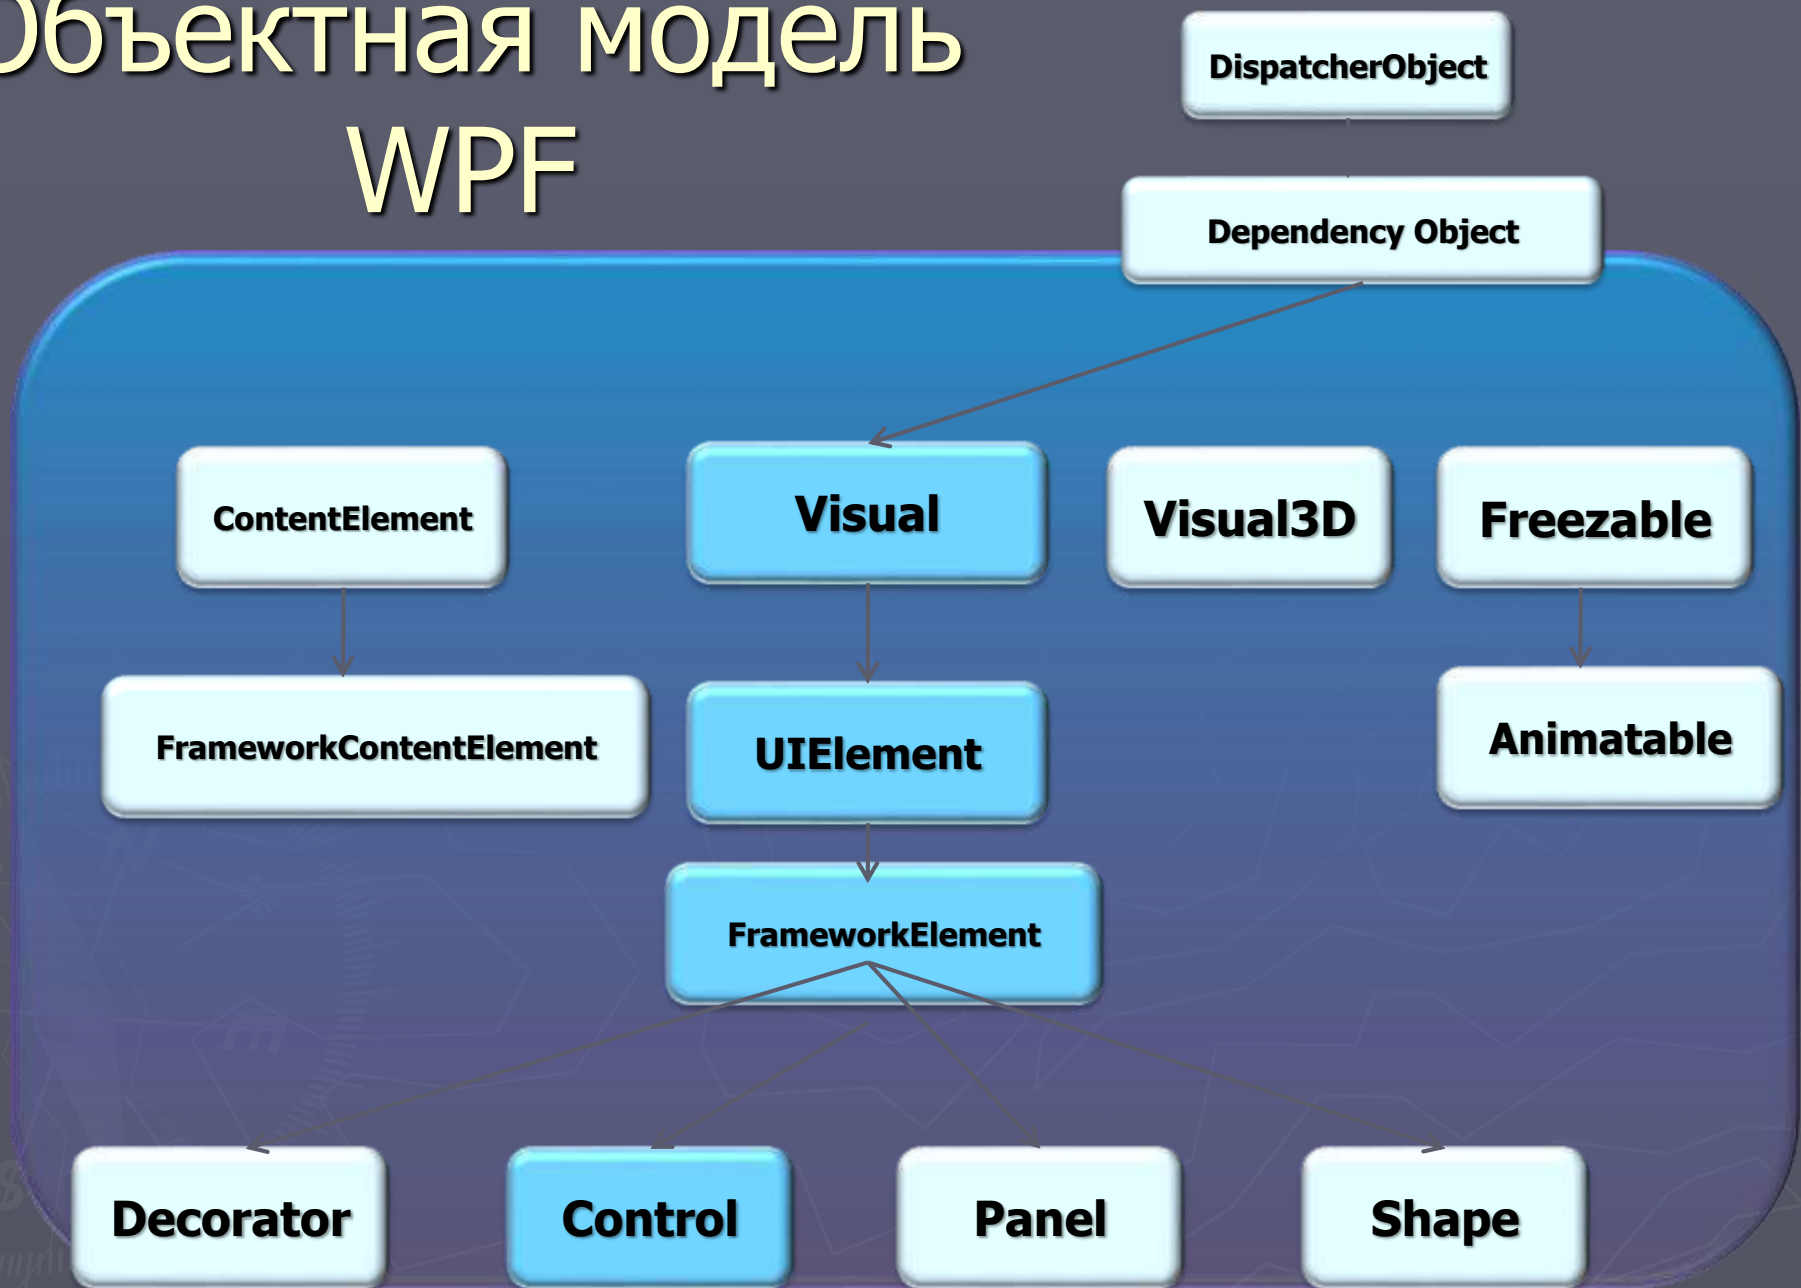 Объектная модель
WPF
DispatcherObject
Dependency Object
ContentElement
Visual
Visual3D
Freezable
FrameworkContentElement
UIElement
Animatable
FrameworkElement
Decorator
Control
Panel
Shape